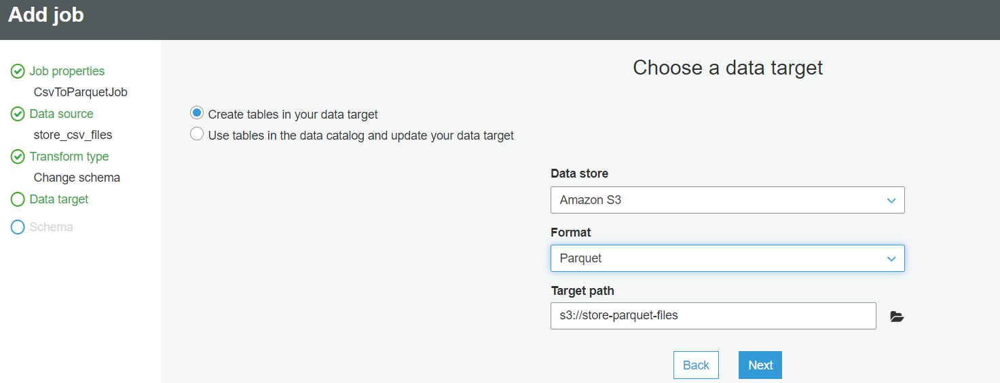 Add job
Job properties
CsvToParquetJob
Data source
store_csv_files
Transform type
Change schema
Data target
Schema
Choose a data target
Create tables in your data target
Use tables in the data catalog and update your data target
Data store
Amazon S3
Format
Parquet
Target path
s3://store-parquet-files
Back
Next